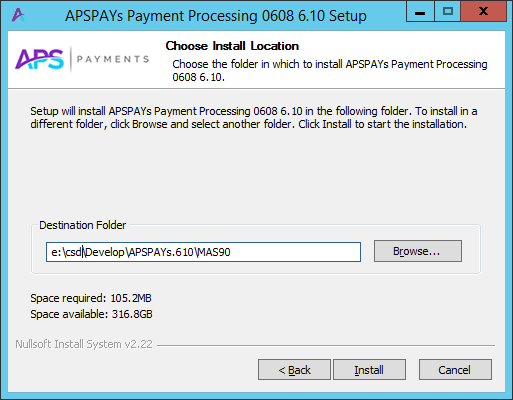 APSPAYs Payment Processing 0608 6.10 Setup
APS PAYMENTS
Choose Install Location
Choose the folder in which to install APSPAYs Payment Processing
0608 6.10.
Setup will install APSPAYs Payment Processing 0608 6.10 in the following folder. To install in a
different folder, click Browse and select another folder. Click Install to start the installation.
Destination Folder
e:\csd\Develop\APSPAYs.610\MAS90
Browse...
Space required: 105.2MB
Space available: 316.8GB
Nullsoft Install System v2.22
< Back
Install
Cancel